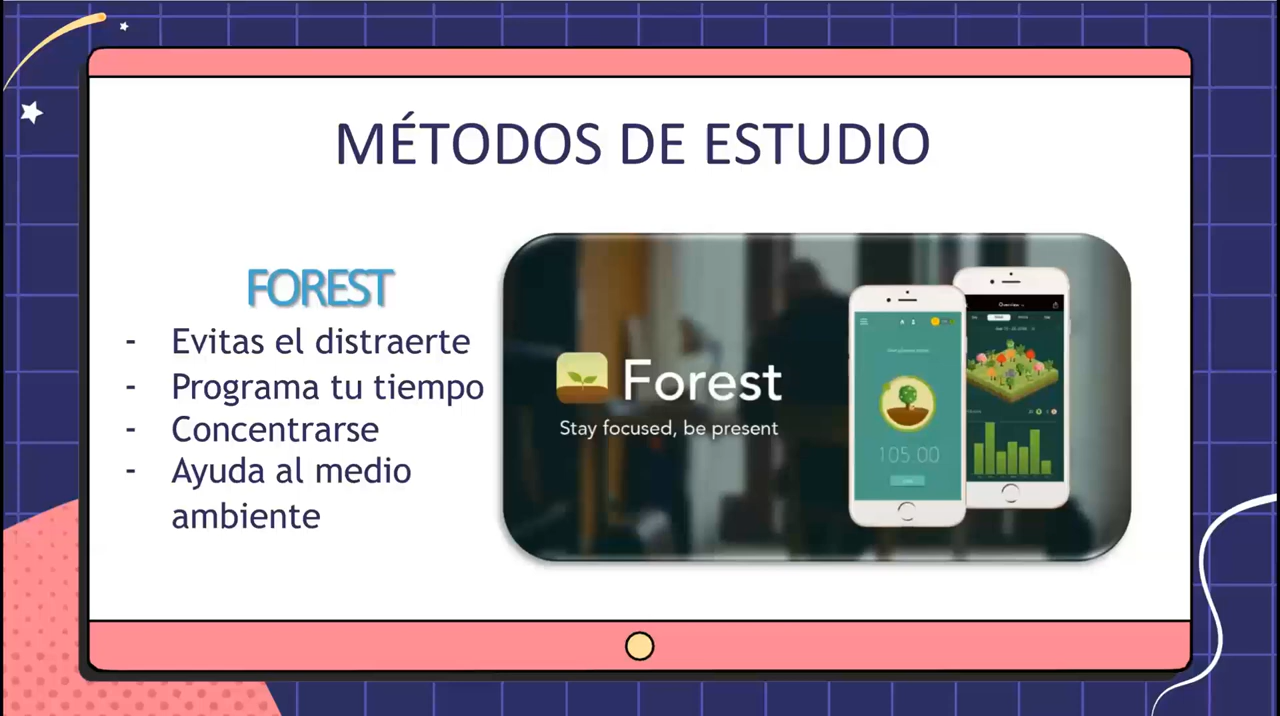 MÉTODOS DE ESTUDIO
FOREST
- Evitas el distraerte
- Programa tu tiempo
- Concentrarse
- Ayuda al medio
ambiente
Forest
Stay focused, be present
105.00
Overview